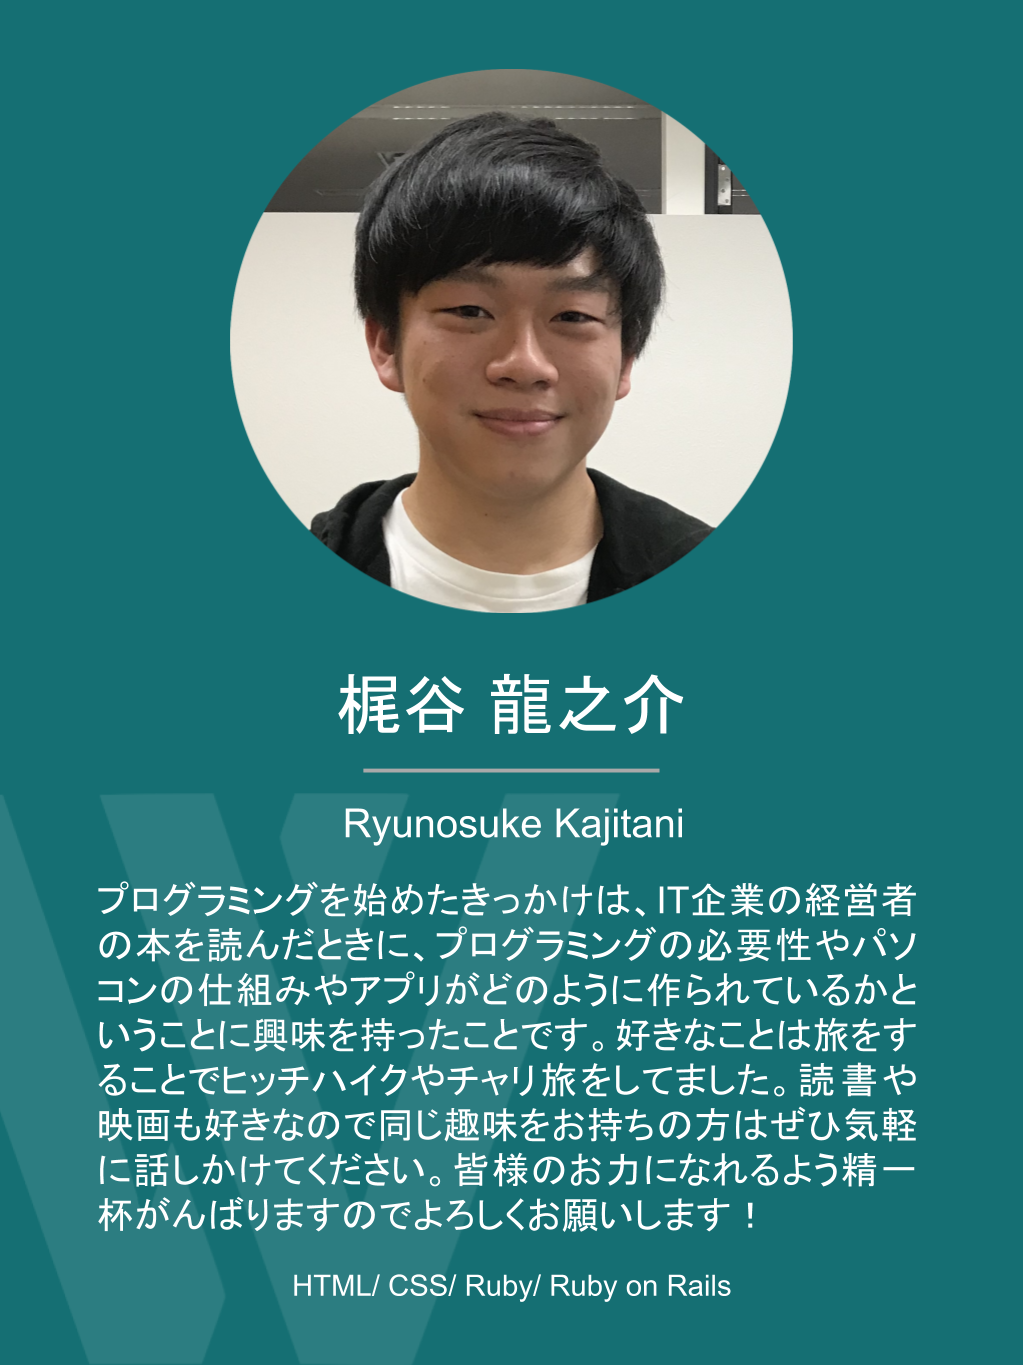 梶谷 龍之介
Ryunosuke Kajitani
プログラミングを始めたきっかけは、IT企業の経営者
の本を読んだときに、プログラミングの必要性やパソ
コンの仕組みやアプリがどのように作られているかと
いうことに興味を持ったことです。好きなことは旅をす
ることでヒッチハイクやチャリ旅をしてました。読書や
映画も好きなので同じ趣味をお持ちの方はぜひ気軽
に話しかけてください。皆様のお力になれるよう精一
杯がんばりますのでよろしくお願いします！
HTML/ CSS/ Ruby/ Ruby on Rails